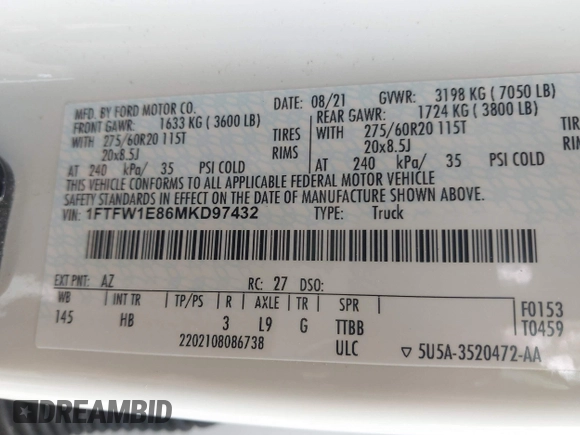 MFD. BY FORD MOTOR CO.
DATE: 08/21 GVWR: 3198 KG ( 7050 LB)
FRONT GAWR: 1633 KG ( 3600 LB)
REAR GAWR: 1724 KG ( 3800 LB)
WITH 275/60R20 115T TIRES
WITH 275/60R20 115T
20x8.5J RIMS
TIRES 20x8.5J
RIMS
AT 240 kPa/ 35 PSI COLD
AT 240 kPa/ 35 PSI COLD
THIS VEHICLE CONFORMS TO ALL APPLICABLE FEDERAL MOTOR VEHICLE
SAFETY STANDARDS IN EFFECT ON THE DATE OF MANUFACTURE SHOWN ABOVE.
VIN: 1FTFW1E86MKD97432 TYPE: Truck
EXT PNT: AZ RC: 27 DSO:
WB INT TR TP/PS R AXLE TR SPR
145 HB 3 L9 G TTBB
F0153
T0459
2202108086738 ULC ▽ 5U5A-3520472-AA
DREAMBID